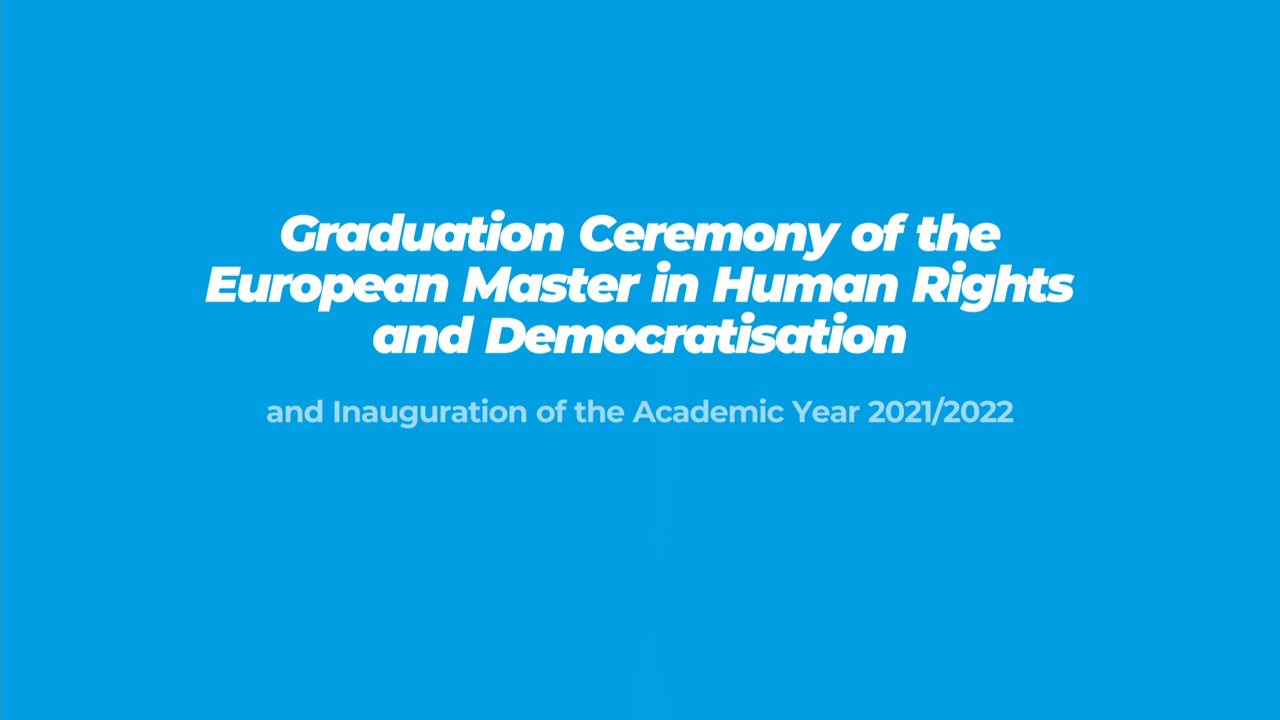 Graduation Ceremony of the
European Master in Human Rights
and Democratisation
and Inauguration of the Academic Year 2021/2022